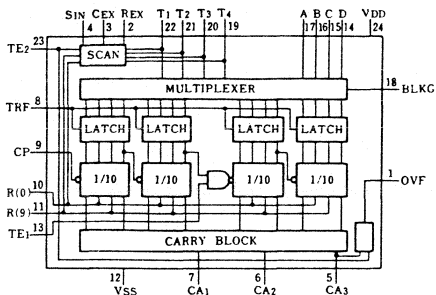 SIN CEX REX T1 T2 T3 T4 A B C D VDD
4 3 2 22 21 20 19 17 16 15 14 24
TE2 23
SCAN
MULTIPLEXER
18 BLKG
TRF 8
LATCH LATCH LATCH LATCH
CP 9
1/10 1/10 1/10 1/10
1 OVF
R(0) 10
R(9) 11
TE1 13
CARRY BLOCK
12 7 6 5
VSS CA1 CA2 CA3